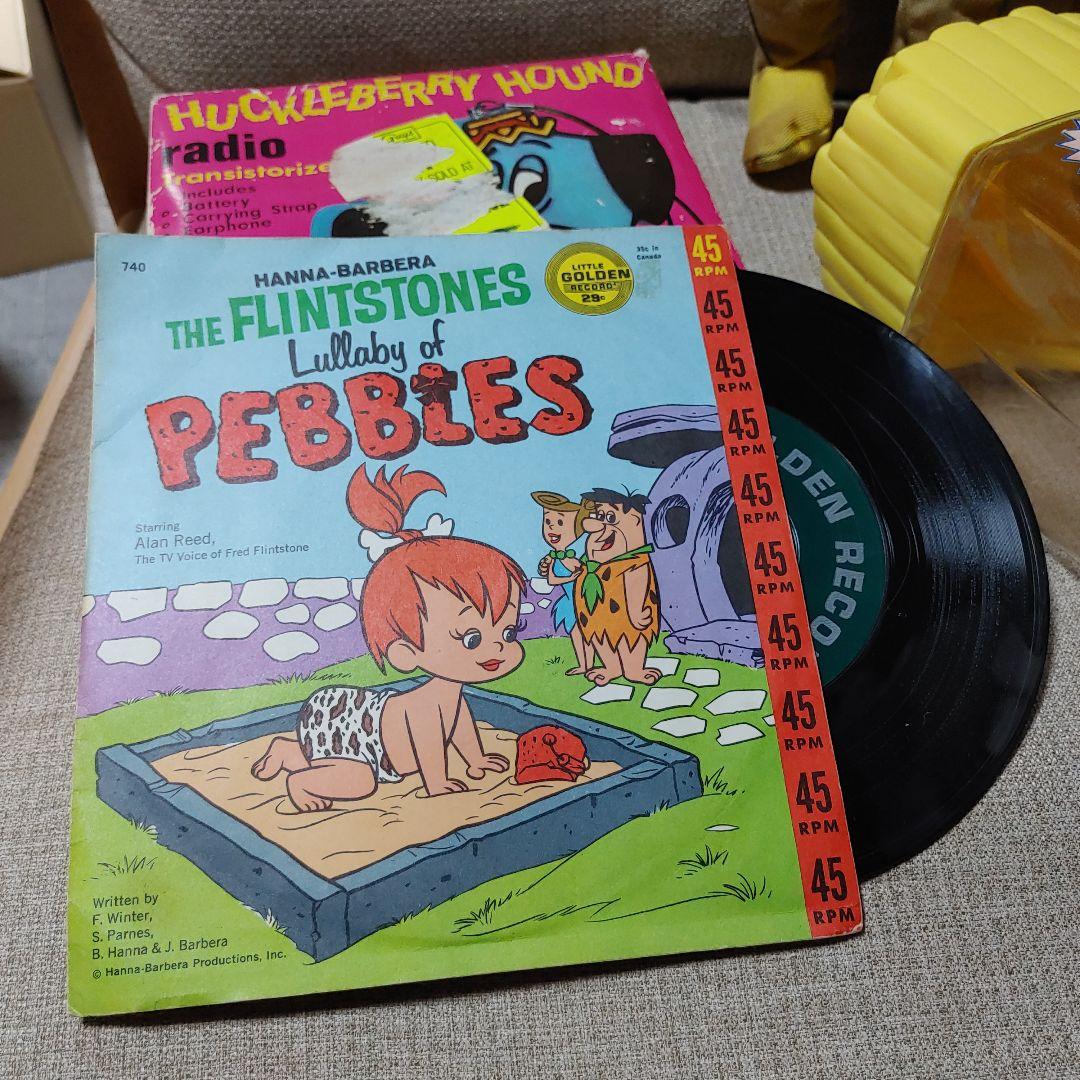 HUCKLEBERRY HOUND
radio
Transistorize
Includes
Battery
Carrying Strap
Earphone
SOLD AT
740
HANNA-BARBERA
THE FLINTSTONES
Lullaby of
PEBBLES
LITTLE
GOLDEN
RECORD
29c
35c in
Canada
Starring
Alan Reed,
The TV Voice of Fred Flintstone
Written by
F. Winter,
S. Parnes,
B. Hanna & J. Barbera
© Hanna-Barbera Productions, Inc.
45
RPM
45
RPM
45
RPM
45
RPM
45
RPM
45
RPM
45
RPM
45
RPM
45
RPM
45
RPM
LDEN RECO